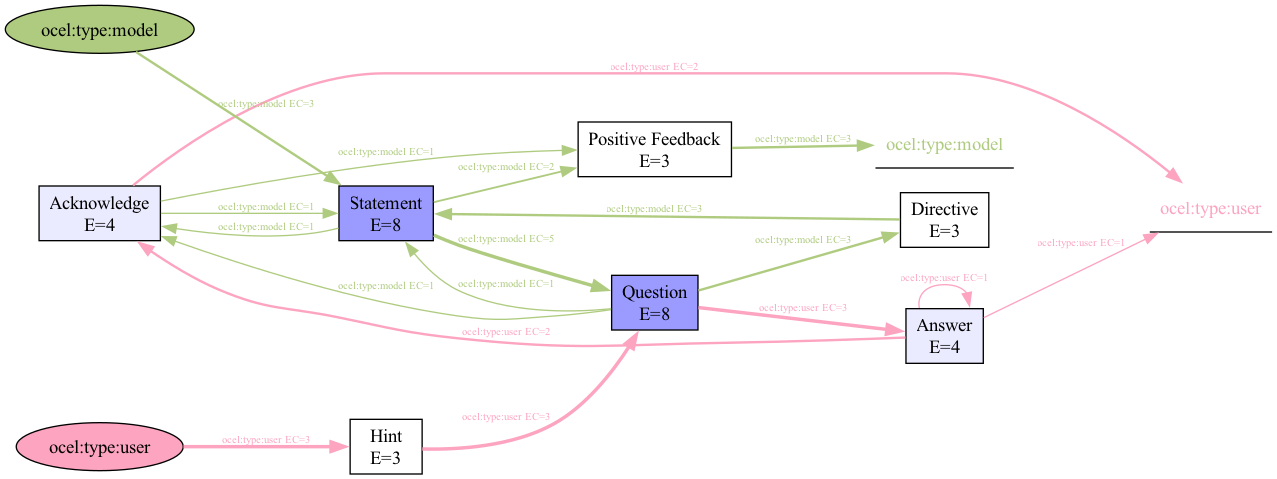 ocel:type:model
ocel:type:user EC=2
ocel:type:model EC=3
Positive Feedback
E=3
ocel:type:model EC=3
ocel:type:model
ocel:type:model EC=1
ocel:type:model EC=2
Acknowledge
E=4
ocel:type:model EC=1
ocel:type:model EC=1
Statement
E=8
ocel:type:model EC=3
Directive
E=3
ocel:type:user
ocel:type:model EC=5
ocel:type:model EC=3
ocel:type:user EC=1
ocel:type:model EC=1
ocel:type:model EC=1
Question
E=8
ocel:type:user EC=3
ocel:type:user EC=1
Answer
E=4
ocel:type:user EC=2
ocel:type:user EC=3
ocel:type:user
ocel:type:user EC=3
Hint
E=3